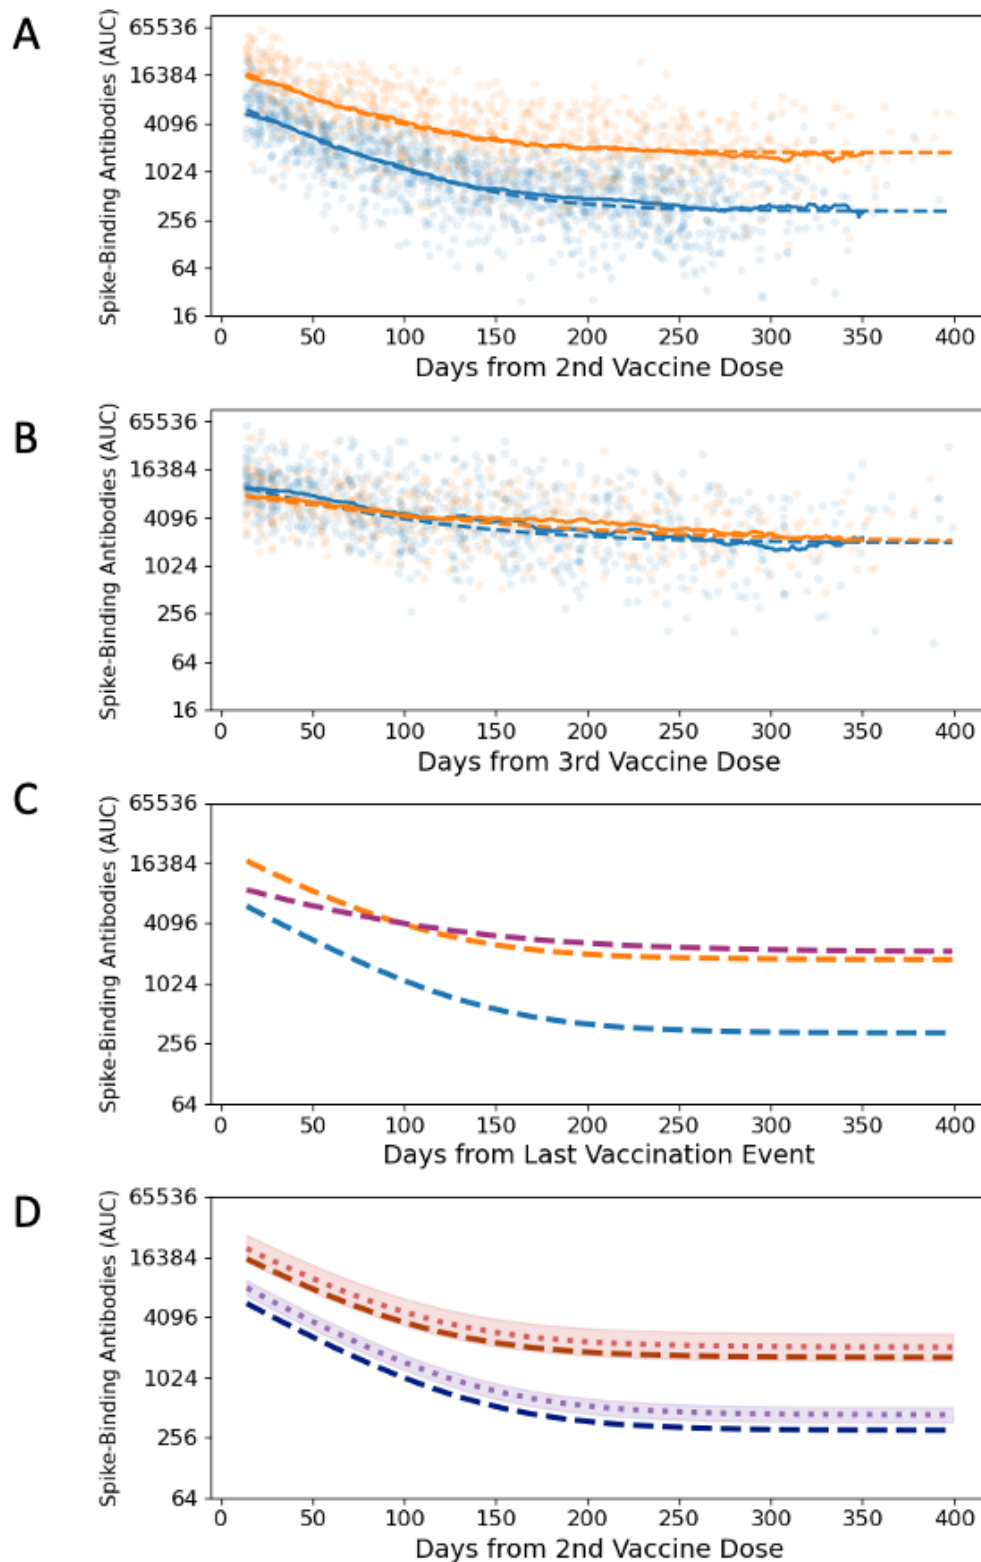 A
Spike-Binding Antibodies (AUC)
65536
16384
4096
1024
256
64
16
0 50 100 150 200 250 300 350 400
Days from 2nd Vaccine Dose
B
Spike-Binding Antibodies (AUC)
65536
16384
4096
1024
256
64
16
0 50 100 150 200 250 300 350 400
Days from 3rd Vaccine Dose
C
Spike-Binding Antibodies (AUC)
65536
16384
4096
1024
256
64
0 50 100 150 200 250 300 350 400
Days from Last Vaccination Event
D
Spike-Binding Antibodies (AUC)
65536
16384
4096
1024
256
64
0 50 100 150 200 250 300 350 400
Days from 2nd Vaccine Dose